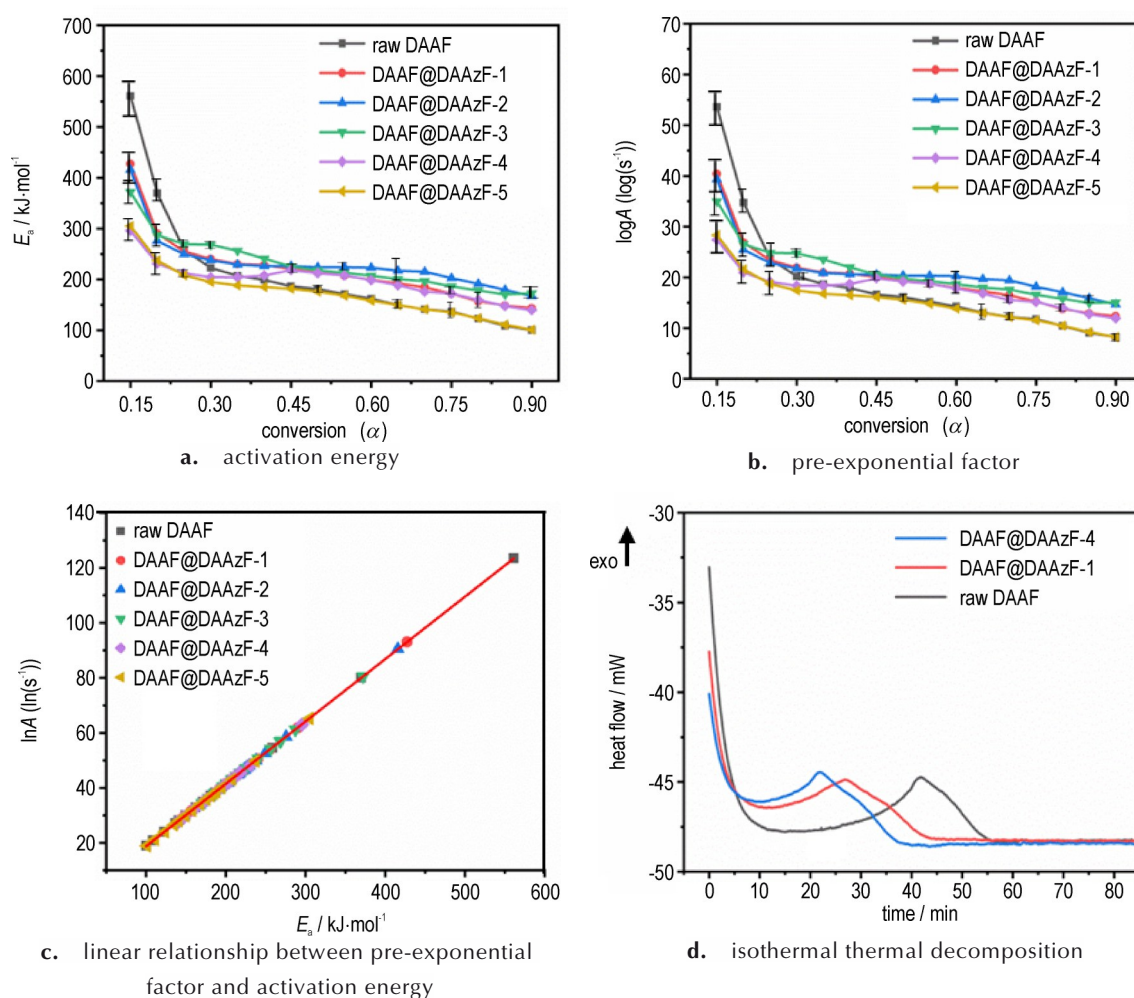 700
600
500
400
300
200
100
0
Eₐ / kJ·mol⁻¹
raw DAAF
DAAF@DAAzF-1
DAAF@DAAzF-2
DAAF@DAAzF-3
DAAF@DAAzF-4
DAAF@DAAzF-5
0.15 0.30 0.45 0.60 0.75 0.90
conversion (α)
a. activation energy
70
60
50
40
30
20
10
0
logA (log(s⁻¹)
raw DAAF
DAAF@DAAzF-1
DAAF@DAAzF-2
DAAF@DAAzF-3
DAAF@DAAzF-4
DAAF@DAAzF-5
0.15 0.30 0.45 0.60 0.75 0.90
conversion (α)
b. pre-exponential factor
140
120
100
80
60
40
20
lnA (ln(s⁻¹))
raw DAAF
DAAF@DAAzF-1
DAAF@DAAzF-2
DAAF@DAAzF-3
DAAF@DAAzF-4
DAAF@DAAzF-5
100 200 300 400 500 600
Eₐ / kJ·mol⁻¹
c. linear relationship between pre-exponential
factor and activation energy
-30
-35
-40
-45
-50
exo
heat flow / mW
DAAF@DAAzF-4
DAAF@DAAzF-1
raw DAAF
0 10 20 30 40 50 60 70 80
time / min
d. isothermal thermal decomposition